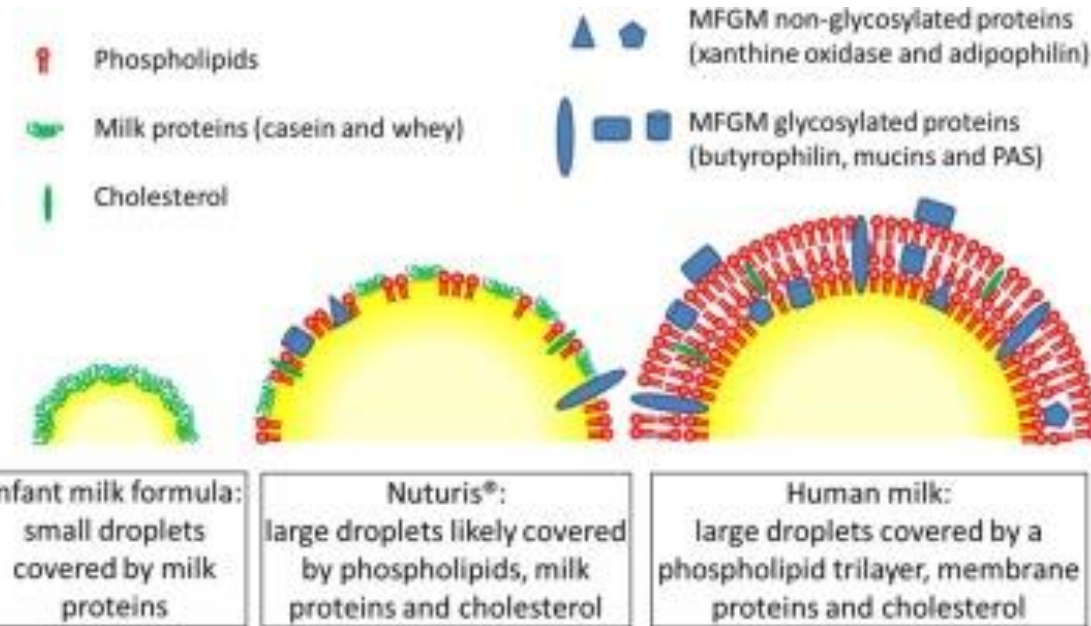 Phospholipids
Milk proteins (casein and whey)
Cholesterol
MFGM non-glycosylated proteins
(xanthine oxidase and adipophilin)
MFGM glycosylated proteins
(butyrophilin, mucins and PAS)
nfant milk formula:
small droplets
covered by milk
proteins
Nuturis®:
large droplets likely covered
by phospholipids, milk
proteins and cholesterol
Human milk:
large droplets covered by a
phospholipid trilayer, membrane
proteins and cholesterol